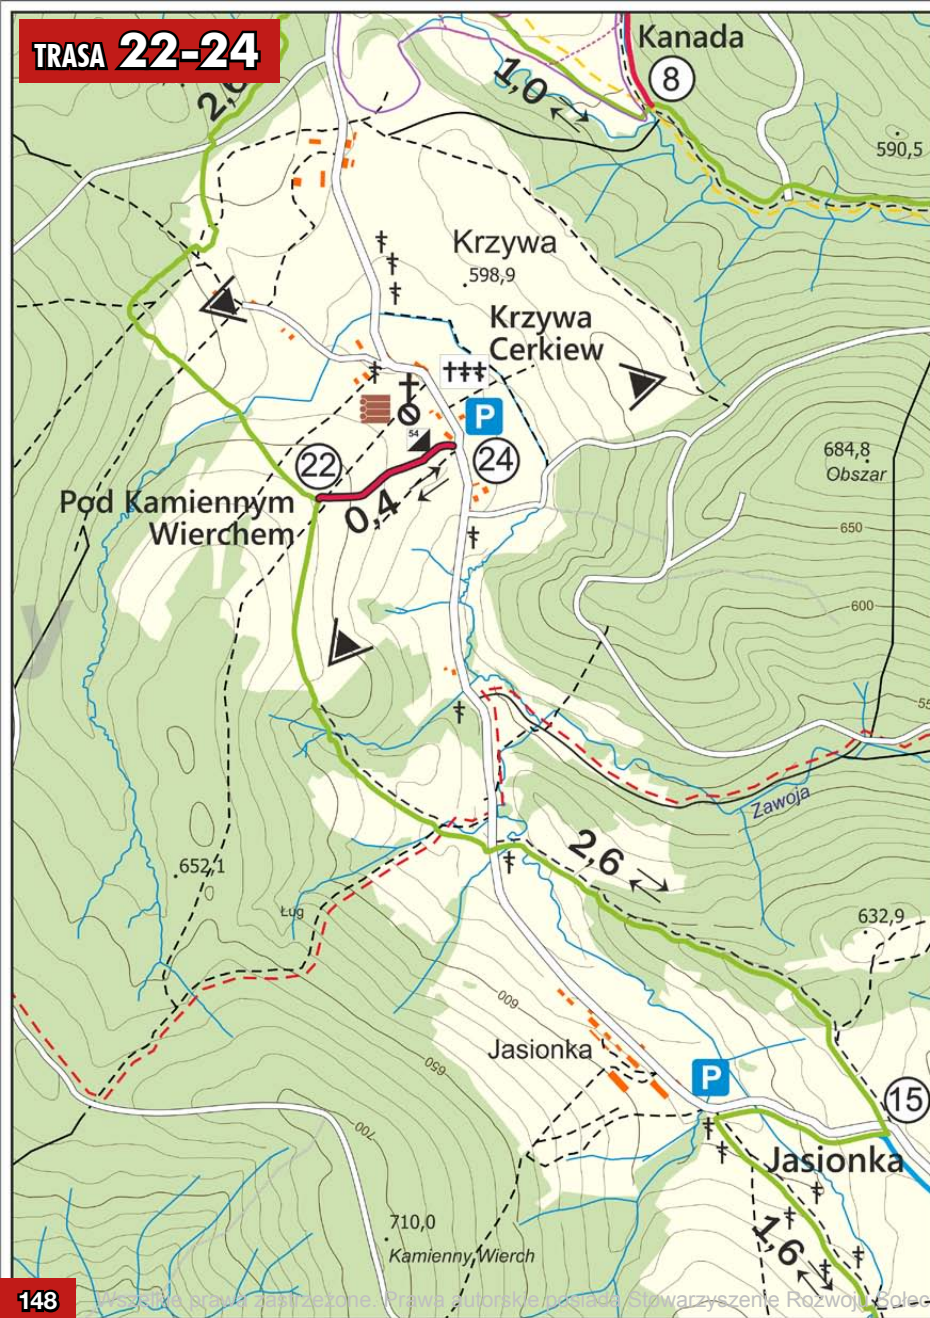 TRASA 22-24
Kanada
8
2,0
1,0
590,5
Krzywa
598,9
Krzywa
Cerkiew
P
54
22
24
0,4
Pod Kamiennym
Wierchem
684,8
Obszar
650
600
y
55
Zawoja
2,6
652,1
Ług
632,9
600
Jasionka
650
P
15
700
Jasionka
710,0
Kamienny Wierch
1,6
148
Wszelkie prawa zastrzeżone. Prawa autorskie posiada Stowarzyszenie Rozwoju Sołec